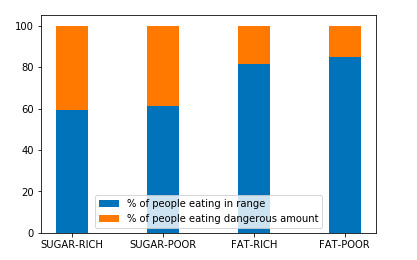 100
80
60
40
20
0
% of people eating in range
% of people eating dangerous amount
SUGAR-RICH SUGAR-POOR FAT-RICH FAT-POOR